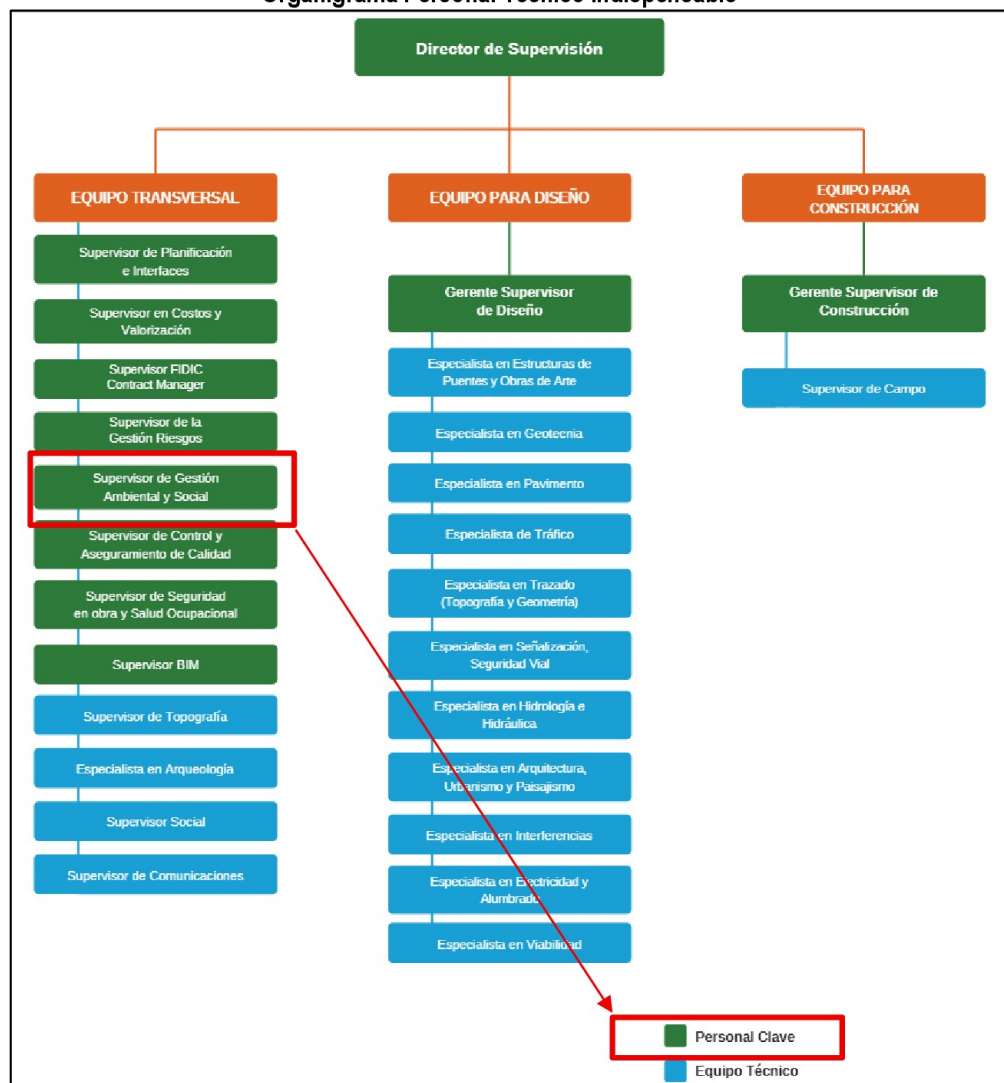 Organigrama Personal Técnico Indispensable
Director de Supervisión
EQUIPO TRANSVERSAL
Supervisor de Planificación
e Interfaces
Supervisor en Costos y
Valorización
Supervisor FIDIC
Contract Manager
Supervisor de la
Gestión Riesgos
Supervisor de Gestión
Ambiental y Social
Supervisor de Control y
Aseguramiento de Calidad
Supervisor de Seguridad
en obra y Salud Ocupacional
Supervisor BIM
Supervisor de Topografía
Especialista en Arqueología
Supervisor Social
Supervisor de Comunicaciones
EQUIPO PARA DISEÑO
Gerente Supervisor
de Diseño
Especialista en Estructuras de
Puentes y Obras de Arte
Especialista en Geotecnia
Especialista en Pavimento
Especialista de Tráfico
Especialista en Trazado
(Topografía y Geometría)
Especialista en Señalización,
Seguridad Vial
Especialista en Hidrología e
Hidráulica
Especialista en Arquitectura,
Urbanismo y Paisajismo
Especialista en Interferencias
Especialista en Electricidad y
Alumbrado
Especialista en Viabilidad
EQUIPO PARA
CONSTRUCCIÓN
Gerente Supervisor de
Construcción
Supervisor de Campo
Personal Clave
Equipo Técnico